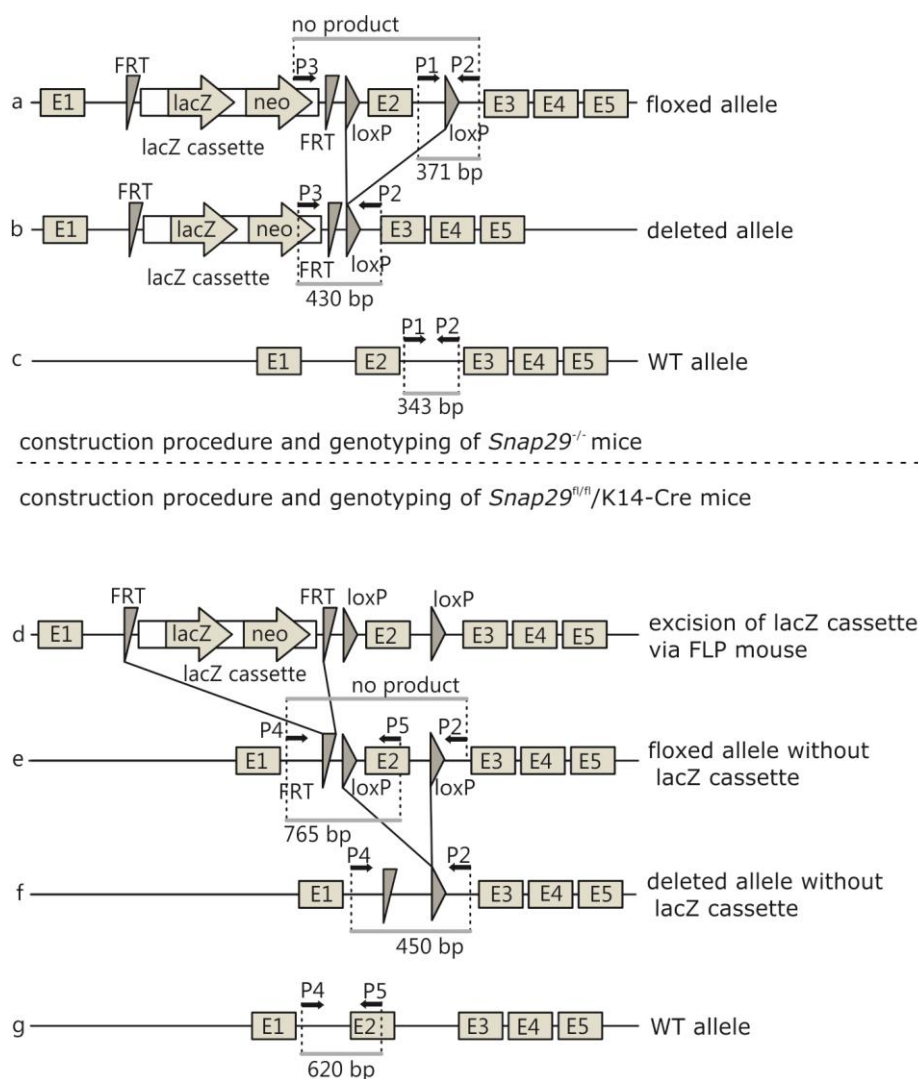 no product
FRT P3 P1 P2
a E1 lacZ neo E2 E3 E4 E5 floxed allele
lacZ cassette FRT loxP loxP
371 bp
FRT P3 P2
b E1 lacZ neo E3 E4 E5 deleted allele
lacZ cassette FRT loxP
430 bp
P1 P2
c E1 E2 E3 E4 E5 WT allele
343 bp
construction procedure and genotyping of Snap29-/- mice
construction procedure and genotyping of Snap29fl/fl/K14-Cre mice
FRT FRT loxP loxP
d E1 lacZ neo E2 E3 E4 E5 excision of lacZ cassette
via FLP mouse
lacZ cassette
no product
P4 P5 P2
e E1 E2 E3 E4 E5 floxed allele without
lacZ cassette
FRT loxP loxP
765 bp
P4 P2
f E1 E3 E4 E5 deleted allele without
lacZ cassette
450 bp
P4 P5
g E1 E2 E3 E4 E5 WT allele
620 bp